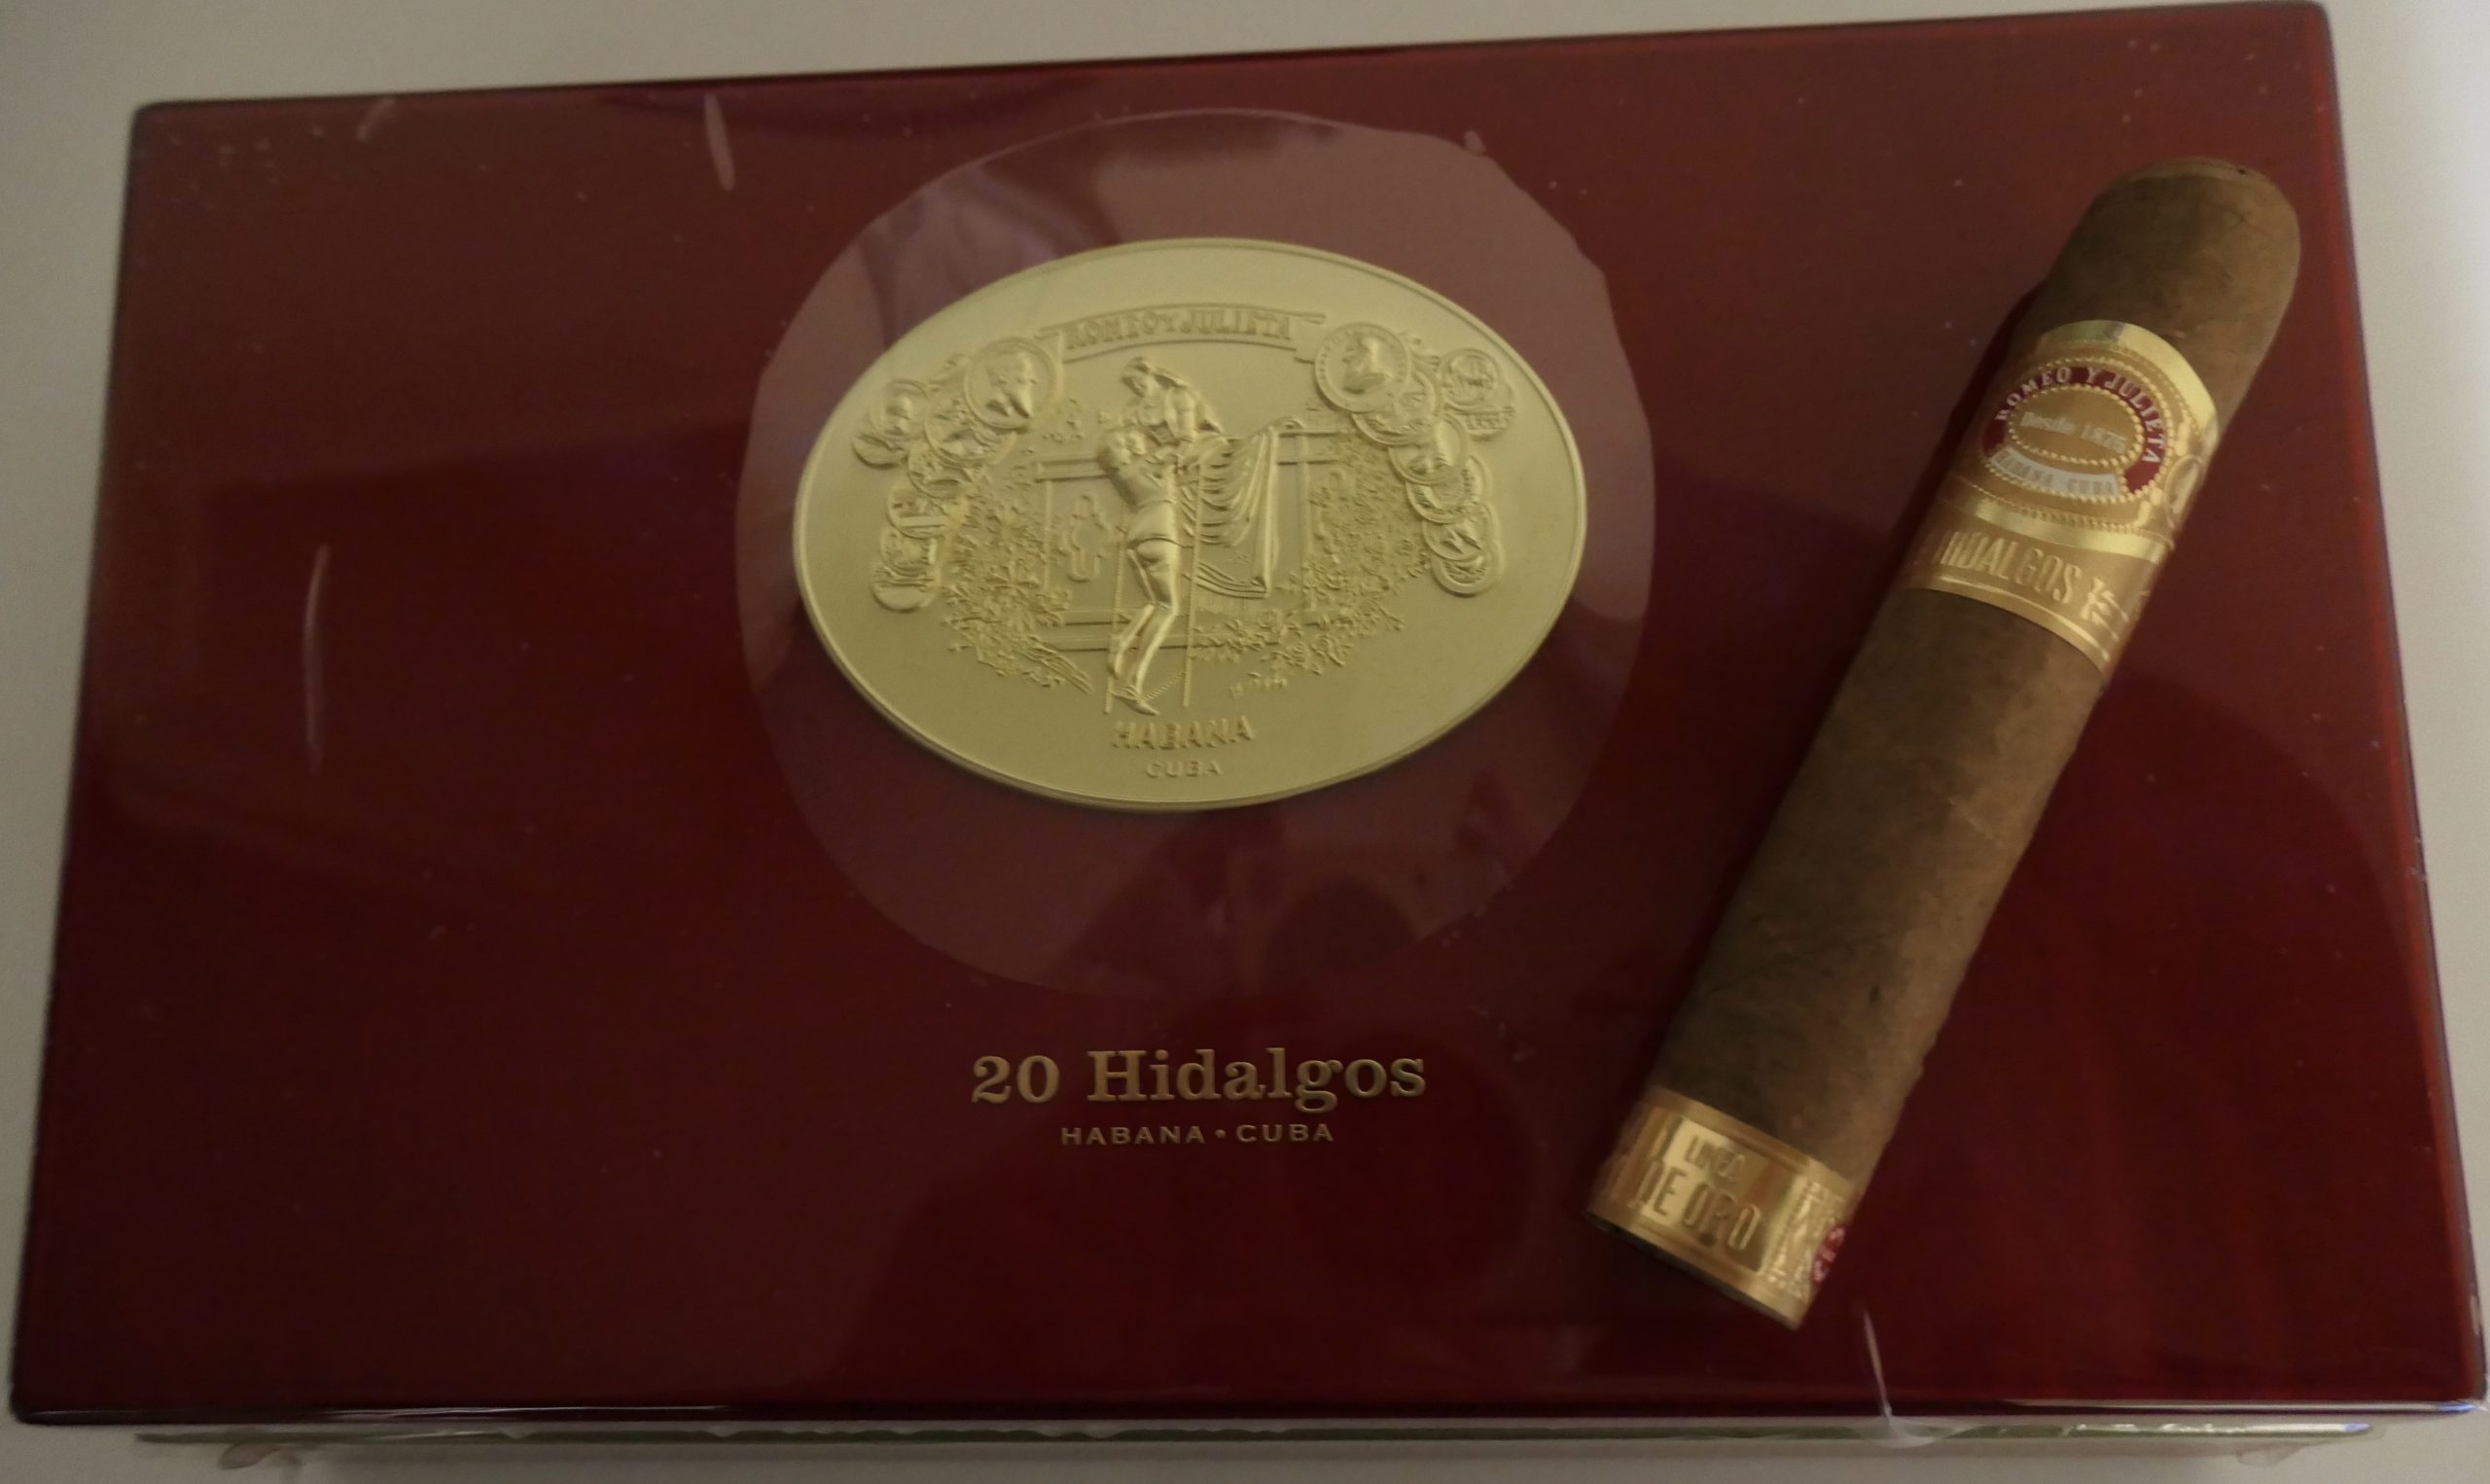 ROMEO Y JULIETA
HABANA
CUBA
20 Hidalgos
HABANA • CUBA
ROMEO Y JULIETA
Desde 1875
HABANA CUBA
HIDALGOS
LINEA
DE ORO